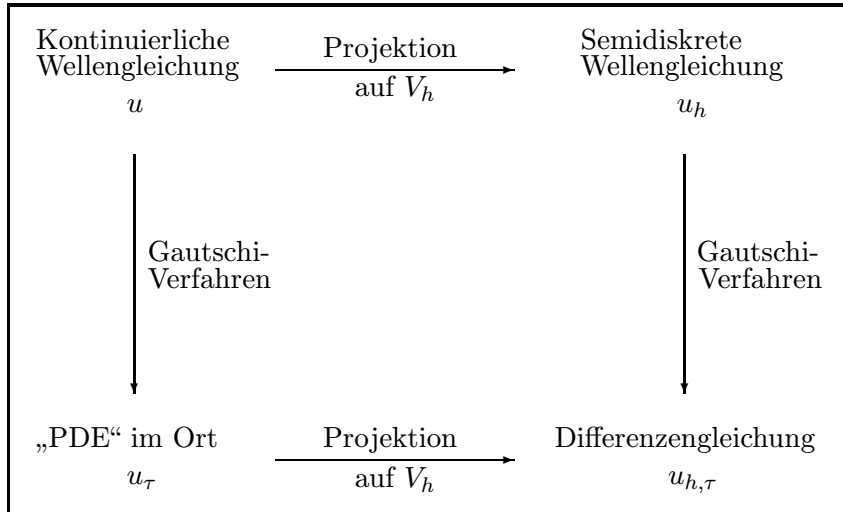 Kontinuierliche
Wellengleichung
u
Projektion
auf V_h
Semidiskrete
Wellengleichung
u_h
Gautschi-
Verfahren
Gautschi-
Verfahren
„PDE“ im Ort
u_τ
Projektion
auf V_h
Differenzengleichung
u_{h,τ}